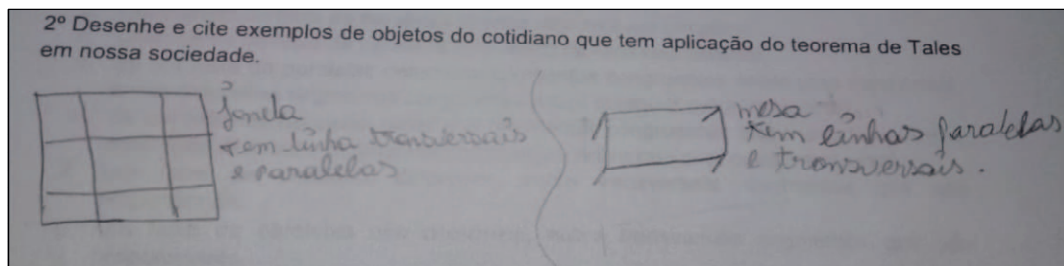 2º Desenhe e cite exemplos de objetos do cotidiano que tem aplicação do teorema de Tales
em nossa sociedade.
Janela
tem linha transversais
e paralelas
mesa
tem linhas paralelas
e transversais.